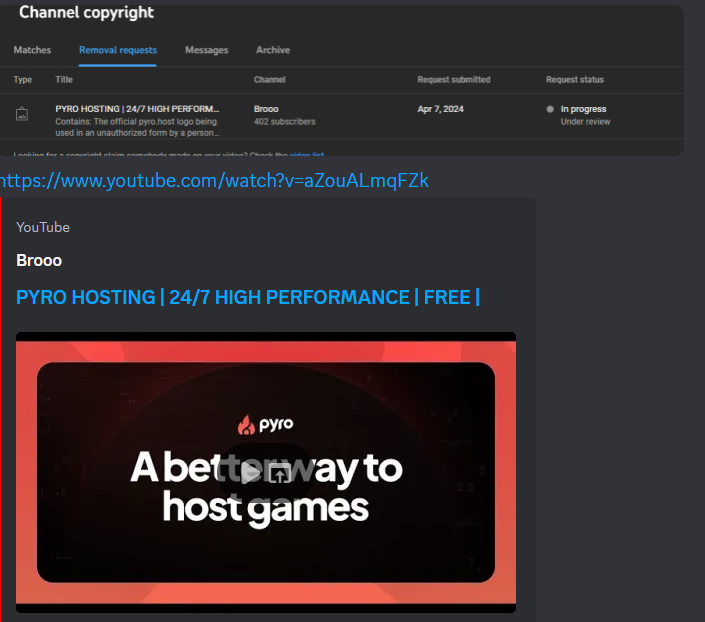 Channel copyright
Matches Removal requests Messages Archive
Type Title Channel Request submitted Request status
PYRO HOSTING | 24/7 HIGH PERFORM... Brooo Apr 7, 2024 In progress
Contains: The official pyro.host logo being 402 subscribers Under review
used in an unauthorized form by a person...
Looking for a copyright claim somebody made on your video? Check the video list
https://www.youtube.com/watch?v=aZouALmqFZk
YouTube
Brooo
PYRO HOSTING | 24/7 HIGH PERFORMANCE | FREE |
pyro
A better way to
host games